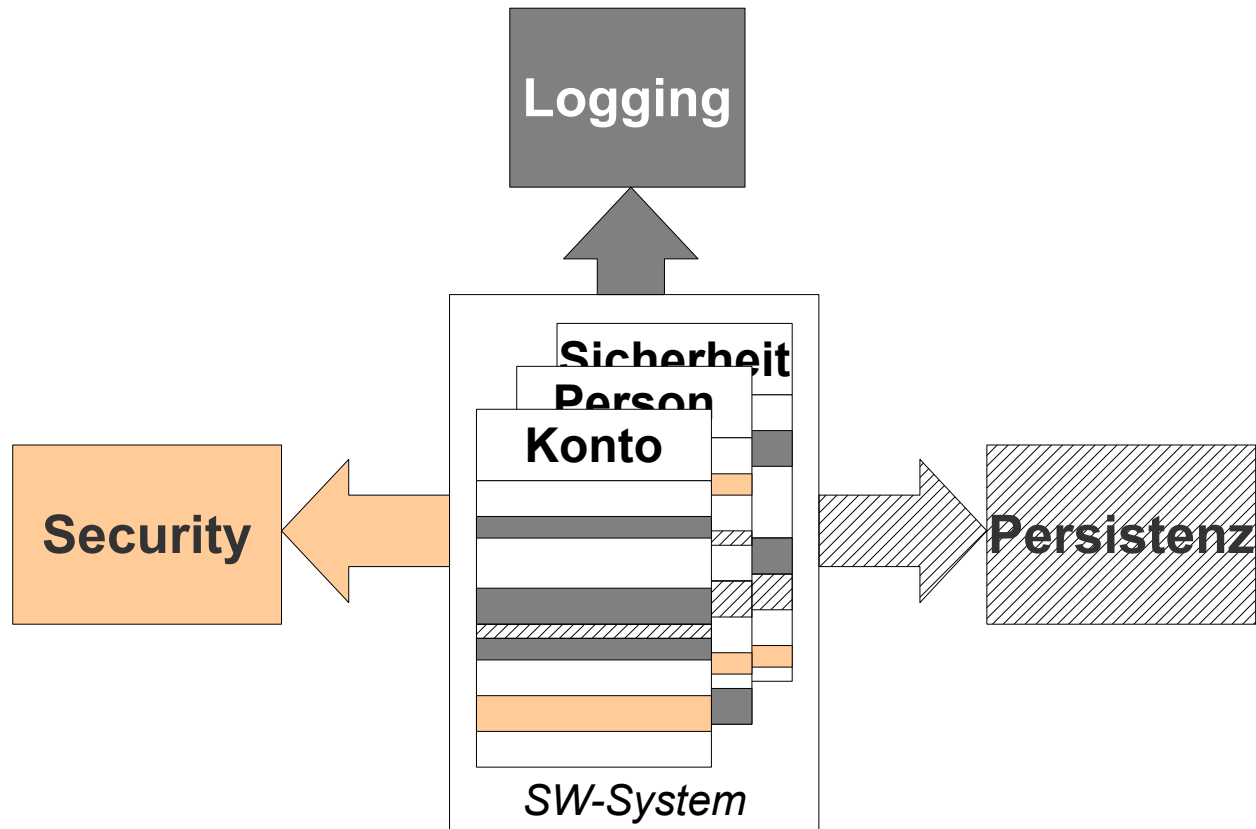 Logging
Sicherheit
Person
Konto
Security
Persistenz
SW-System